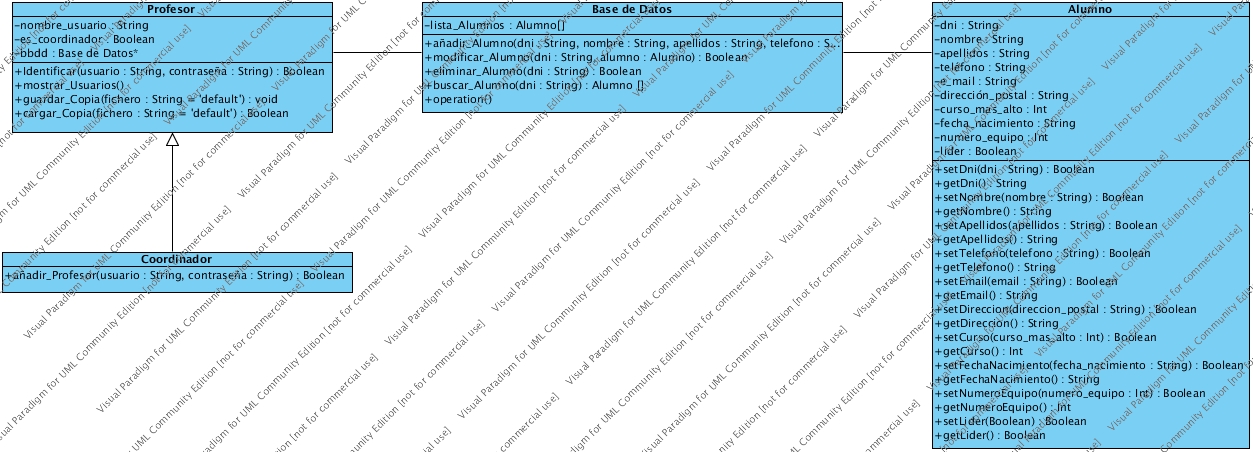 Profesor
-nombre_usuario : String
-es_coordinador : Boolean
-bbdd : Base de Datos*
+Identificar(usuario : String, contraseña : String) : Boolean
+mostrar_Usuarios()
+guardar_Copia(fichero : String = 'default') : void
+cargar_Copia(fichero : String = 'default') : Boolean
Coordinador
+añadir_Profesor(usuario : String, contraseña : String) : Boolean
Base de Datos
-lista_Alumnos : Alumno[]
+añadir_Alumno(dni : String, nombre : String, apellidos : String, telefono : S...
+modificar_Alumno(dni : String, alumno : Alumno) : Boolean
+eliminar_Alumno(dni : String) : Boolean
+buscar_Alumno(dni : String) : Alumno []
+operation()
Alumno
-dni : String
-nombre : String
-apellidos : String
-teléfono : String
-e_mail : String
-dirección_postal : String
-curso_mas_alto : Int
-fecha_nacimiento : String
-numero_equipo : Int
-lider : Boolean
+setDni(dni : String) : Boolean
+getDni() : String
+setNombre(nombre : String) : Boolean
+getNombre() : String
+setApellidos(apellidos : String) : Boolean
+getApellidos() : String
+setTelefono(telefono : String) : Boolean
+getTelefono() : String
+setEmail(email : String) : Boolean
+getEmail() : String
+setDireccion(direccion_postal : String) : Boolean
+getDireccion() : String
+setCurso(curso_mas_alto : Int) : Boolean
+getCurso() : Int
+setFechaNacimiento(fecha_nacimiento : String) : Boolean
+getFechaNacimiento() : String
+setNumeroEquipo(numero_equipo : Int) : Boolean
+getNumeroEquipo() : Int
+setLider(Boolean) : Boolean
+getLider() : Boolean
Visual Paradigm for UML Community Edition [not for commercial use]